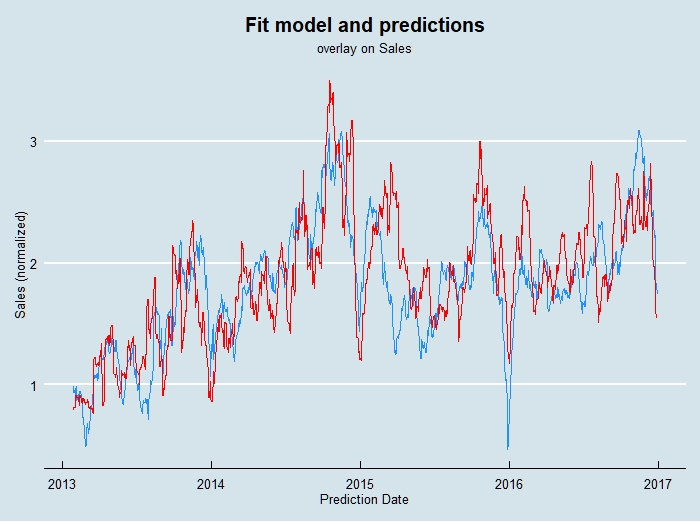 Fit model and predictions
overlay on Sales
Sales (normalized)
3
2
1
2013 2014 2015 2016 2017
Prediction Date